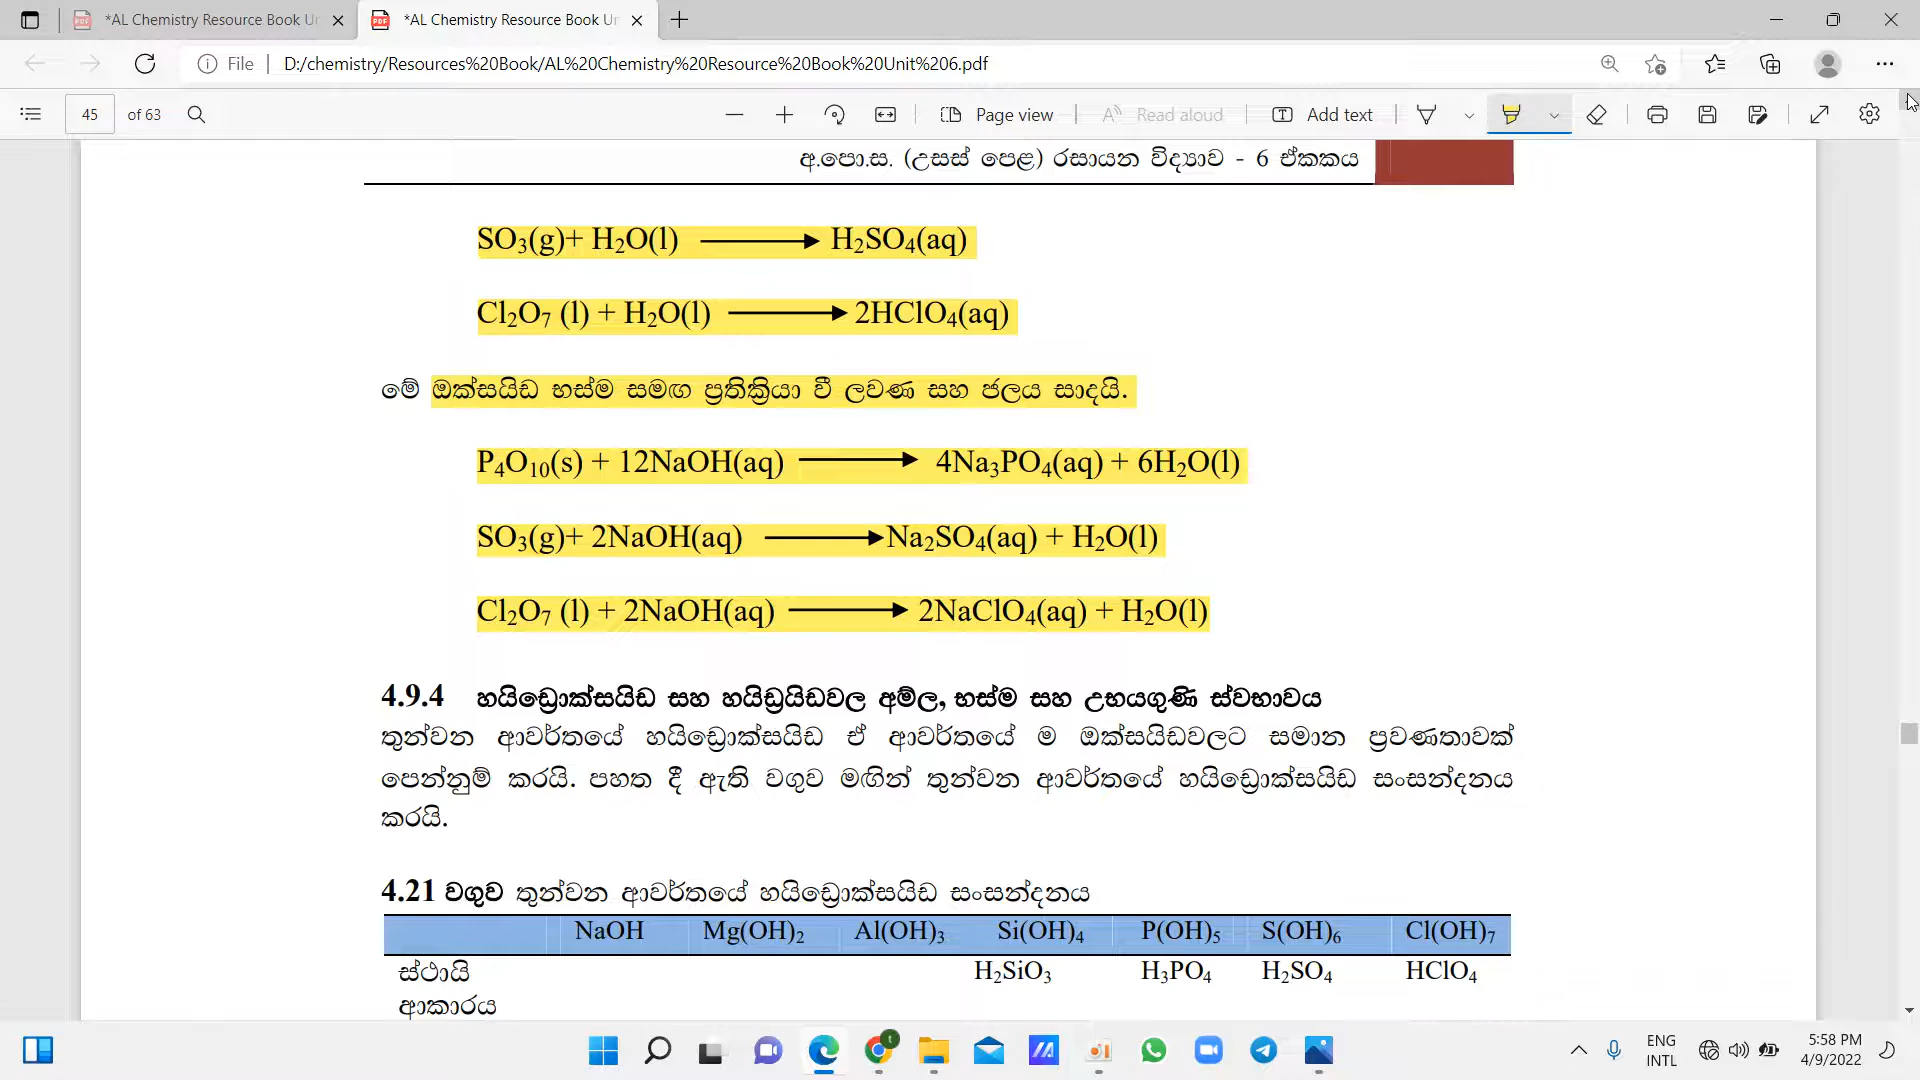 *AL Chemistry Resource Book Un
*AL Chemistry Resource Book Un
File
D:/chemistry/Resources%20Book/AL%20Chemistry%20Resource%20Book%20Unit%206.pdf
45 of 63
Page view
Read aloud
Add text
අ.පො.ස. (උසස් පෙළ) රසායන විද්‍යාව - 6 ඒකකය
SO₃(g)+ H₂O(l) ⟶ H₂SO₄(aq)
Cl₂O₇ (l) + H₂O(l) ⟶ 2HClO₄(aq)
මේ ඔක්සයිඩ භස්ම සමඟ ප්‍රතික්‍රියා වී ලවණ සහ ජලය සාදයි.
P₄O₁₀(s) + 12NaOH(aq) ⟶ 4Na₃PO₄(aq) + 6H₂O(l)
SO₃(g)+ 2NaOH(aq) ⟶ Na₂SO₄(aq) + H₂O(l)
Cl₂O₇ (l) + 2NaOH(aq) ⟶ 2NaClO₄(aq) + H₂O(l)
4.9.4 හයිඩ්‍රොක්සයිඩ සහ හයිඩ්‍රයිඩවල අම්ල, භස්ම සහ උභයගුණි ස්වභාවය
තුන්වන ආවර්තයේ හයිඩ්‍රොක්සයිඩ ඒ ආවර්තයේ ම ඔක්සයිඩවලට සමාන ප්‍රවණතාවක්
පෙන්නුම් කරයි. පහත දී ඇති වගුව මඟින් තුන්වන ආවර්තයේ හයිඩ්‍රොක්සයිඩ සංසන්දනය
කරයි.
4.21 වගුව තුන්වන ආවර්තයේ හයිඩ්‍රොක්සයිඩ සංසන්දනය
NaOH Mg(OH)₂ Al(OH)₃ Si(OH)₄ P(OH)₅ S(OH)₆ Cl(OH)₇
ස්ථායි H₂SiO₃ H₃PO₄ H₂SO₄ HClO₄
ආකාරය
ENG
INTL
5:58 PM
4/9/2022